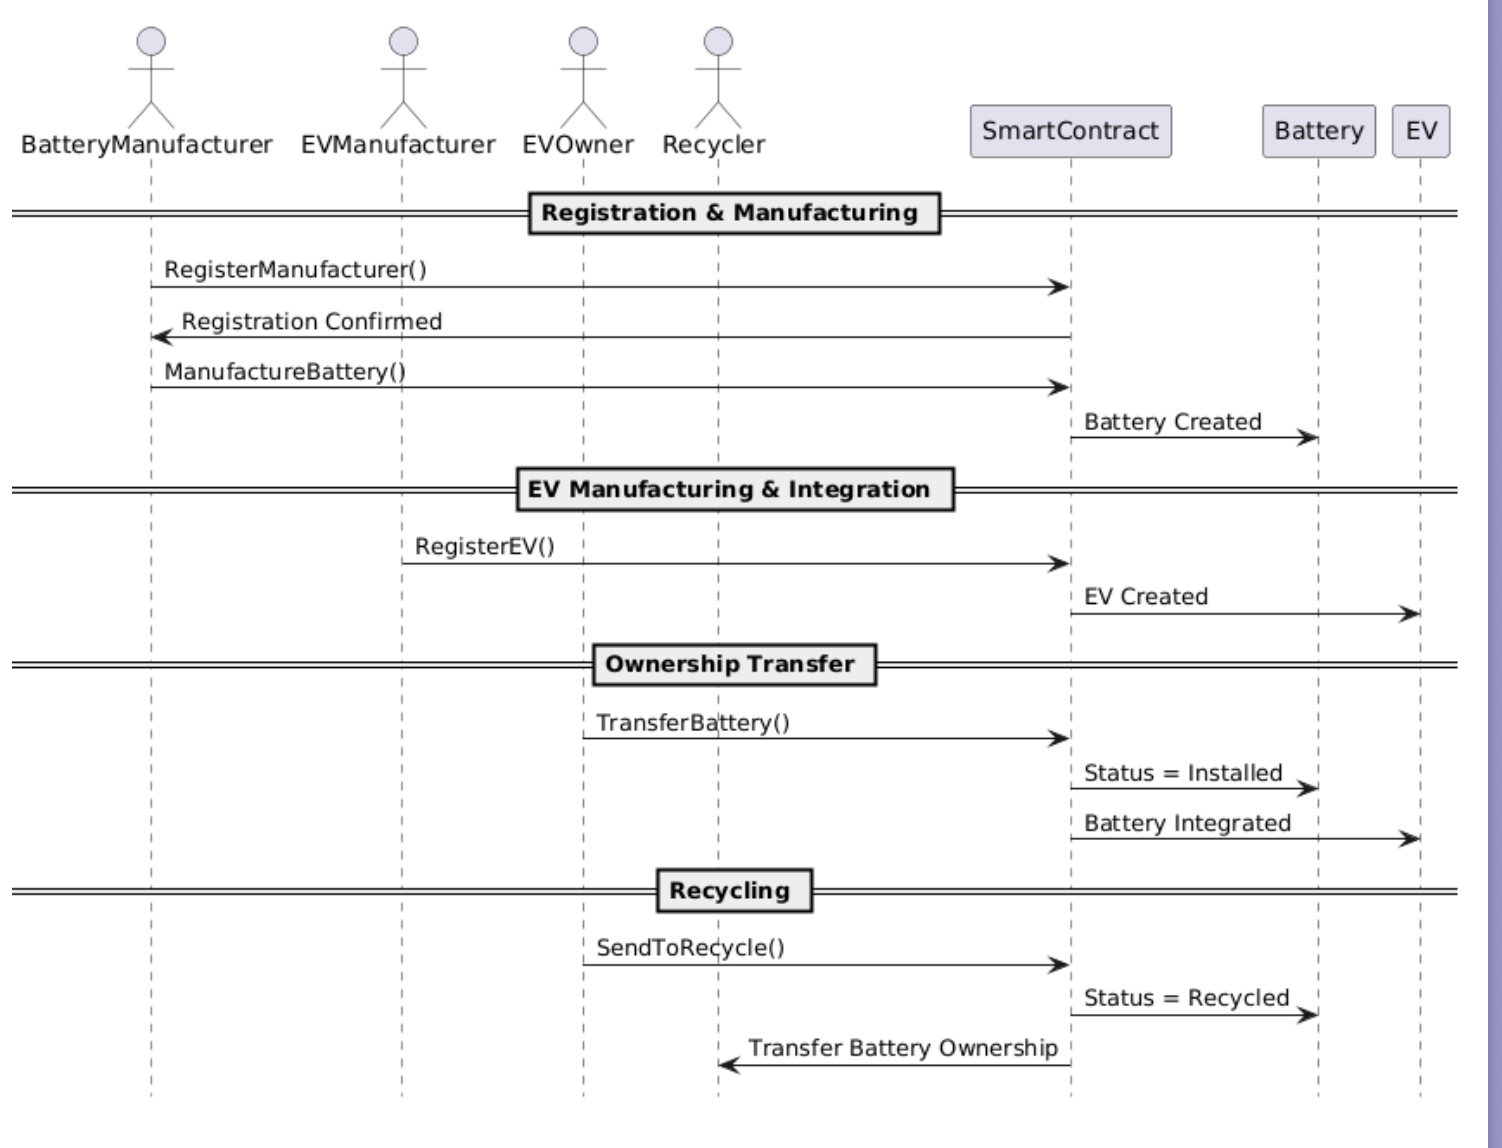 BatteryManufacturer EVManufacturer EVOwner Recycler SmartContract Battery EV
Registration & Manufacturing
RegisterManufacturer()
Registration Confirmed
ManufactureBattery()
Battery Created
EV Manufacturing & Integration
RegisterEV()
EV Created
Ownership Transfer
TransferBattery()
Status = Installed
Battery Integrated
Recycling
SendToRecycle()
Status = Recycled
Transfer Battery Ownership